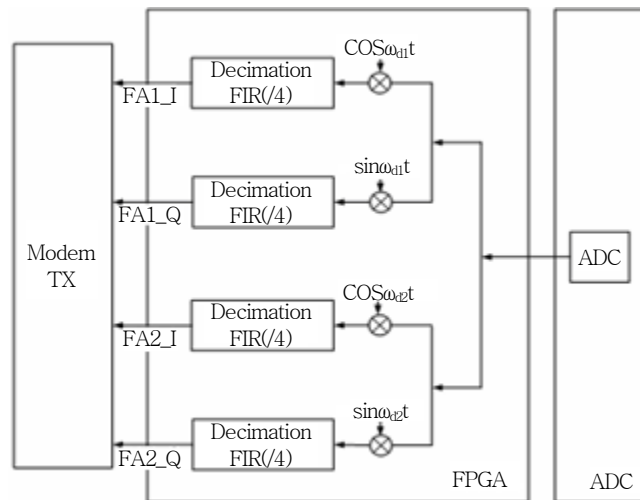 COSωd1t
Decimation
FIR(/4)
FA1_I
sinωd1t
Decimation
FIR(/4)
FA1_Q
Modem
TX
ADC
COSωd2t
Decimation
FIR(/4)
FA2_I
sinωd2t
Decimation
FIR(/4)
FA2_Q
FPGA
ADC